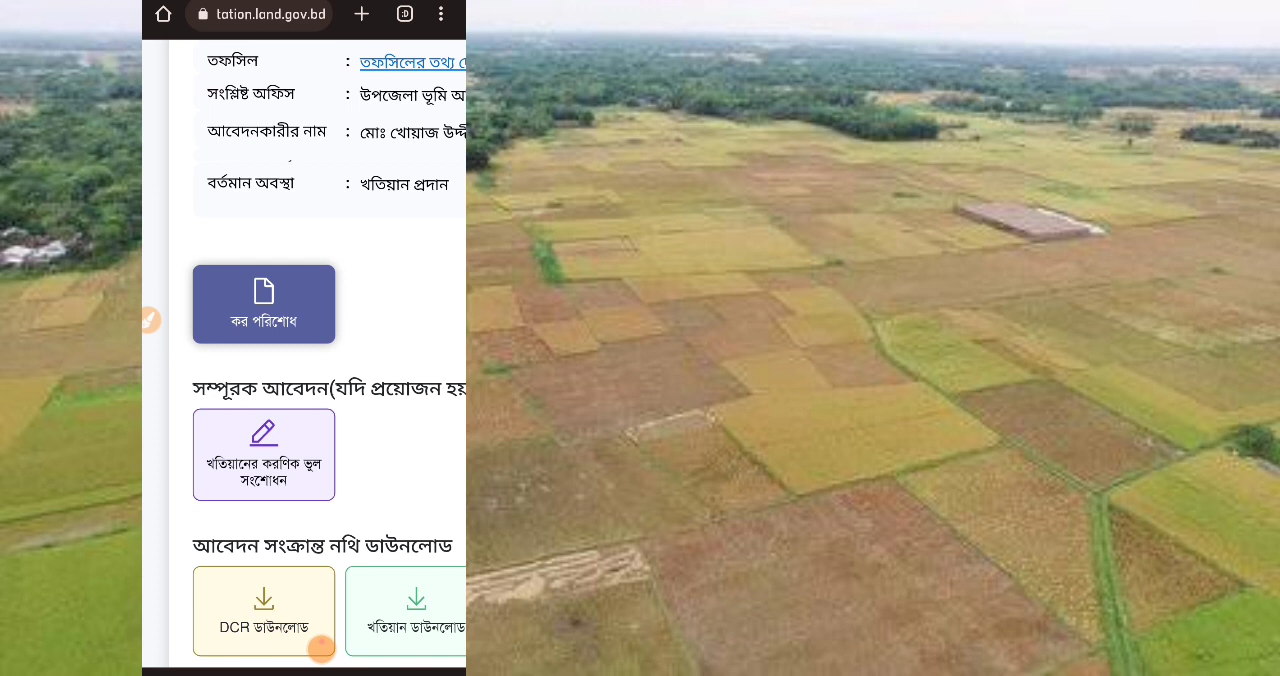 tation.land.gov.bd
তফসিল : তফসিলের তথ্য
সংশ্লিষ্ট অফিস : উপজেলা ভূমি অ
আবেদনকারীর নাম : মোঃ খোয়াজ উদ্দী
বর্তমান অবস্থা : খতিয়ান প্রদান
কর পরিশোধ
সম্পূরক আবেদন(যদি প্রয়োজন হয়
খতিয়ানের করণিক ভুল
সংশোধন
আবেদন সংক্রান্ত নথি ডাউনলোড
DCR ডাউনলোড
খতিয়ান ডাউনলোড